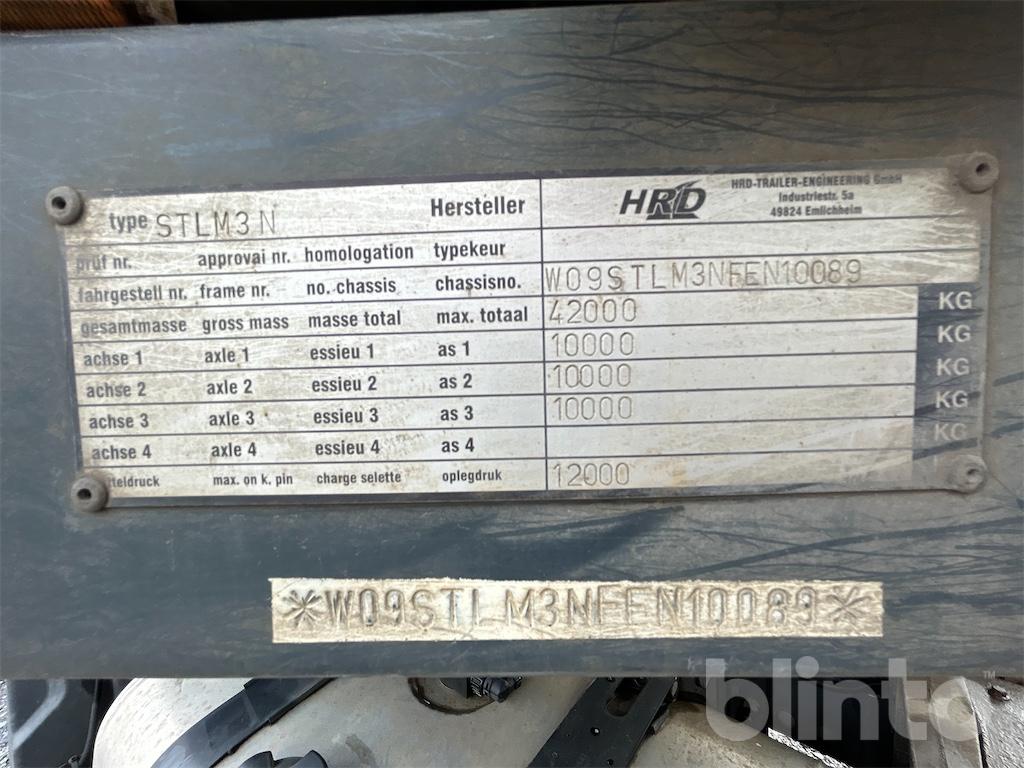 type STLM3N Hersteller HRD HRD-TRAILER-ENGINEERING GmbH
Industriestr. 5a
49824 Emlichheim
prüf nr. approval nr. homologation typekeur
fahrgestell nr. frame nr. no. chassis chassisno. W09STLM3NFEN10089
gesamtmasse gross mass masse total max. totaal 42000 KG
achse 1 axle 1 essieu 1 as 1 10000 KG
achse 2 axle 2 essieu 2 as 2 10000 KG
achse 3 axle 3 essieu 3 as 3 10000 KG
achse 4 axle 4 essieu 4 as 4 KG
max. on k. pin charge selette oplegdruk 12000
*W09STLM3NFEN10089*
blinto™